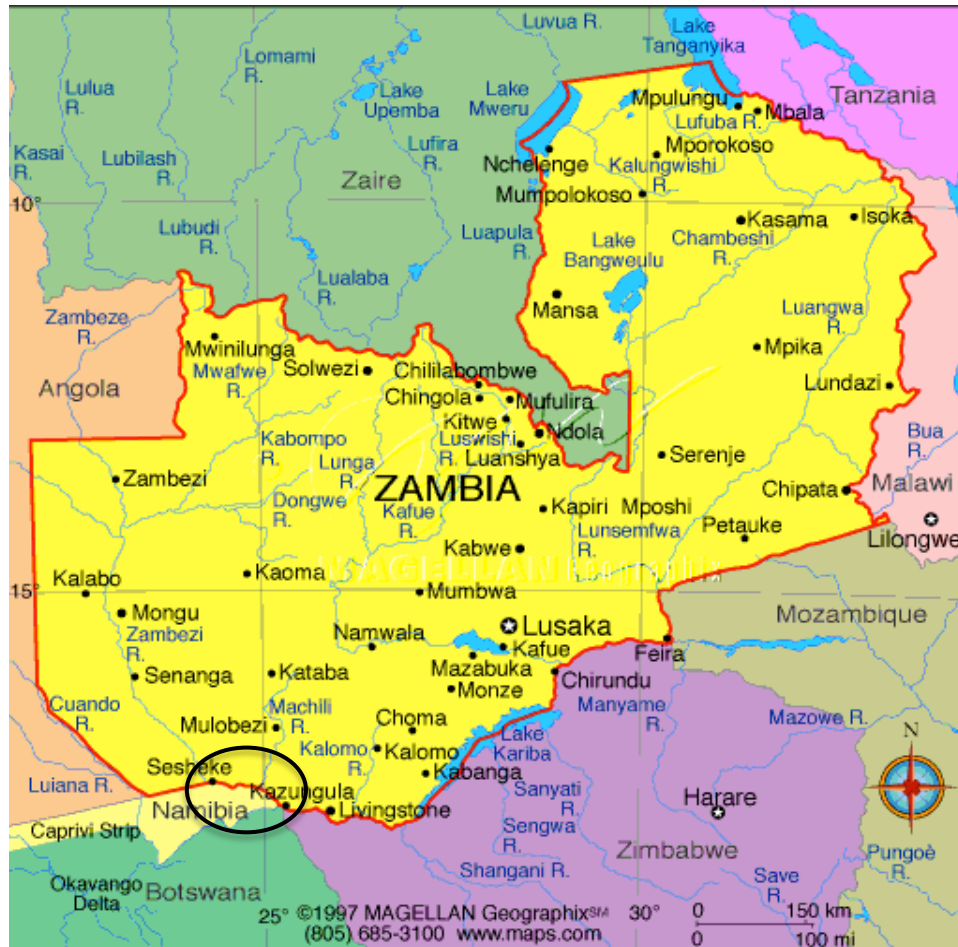 Luvua R.
Lake
Tanganyika
Lomami
R.
Lulua
R.
Lake
Upemba
Lake
Mweru
Mpulungu
Mbala
Tanzania
Lufuba R.
Kasai
R.
Lubilash
R.
Lufira
R.
Mporokoso
Nchelenge
Kalungwishi
R.
Zaire
Mumpolokoso
10°
Lubudi
R.
Luapula
R.
Kasama
Isoka
Chambeshi
R.
Lake
Bangweulu
Lualaba
R.
Mansa
Luangwa
R.
Zambeze
R.
Mwinilunga
Mwafwe
R.
Solwezi
Chililabombwe
Mpika
Angola
Chingola
Mufulira
Lundazi
Kitwe
Ndola
Luswishi
R.
Luanshya
Kabompo
R.
Lunga
R.
Bua
R.
Serenje
Zambezi
ZAMBIA
Chipata
Malawi
Dongwe
R.
Kafue
R.
Kapiri Mposhi
Lunsemfwa
R.
Petauke
Lilongwe
Kabwe
MAGELLAN Geographix
Kaoma
Kalabo
15°
Mumbwa
Mongu
Mozambique
Zambezi
R.
Namwala
Lusaka
Kafue
Feira
Senanga
Kataba
Mazabuka
Chirundu
Monze
Cuando
R.
Manyame
R.
Mazowe R.
Mulobezi
Machili
R.
Choma
Lake
Kariba
N
Kalomo
R.
Kalomo
Sesheke
Kabanga
Luiana R.
Kazungula
Livingstone
Sanyati
R.
Harare
Namibia
Caprivi Strip
Sengwa
R.
Zimbabwe
Pungoè
R.
Shangani R.
Okavango
Delta
Botswana
Save
R.
25° ©1997 MAGELLAN Geographix℠ 30° 0 150 km
(805) 685-3100 www.maps.com 0 100 mi